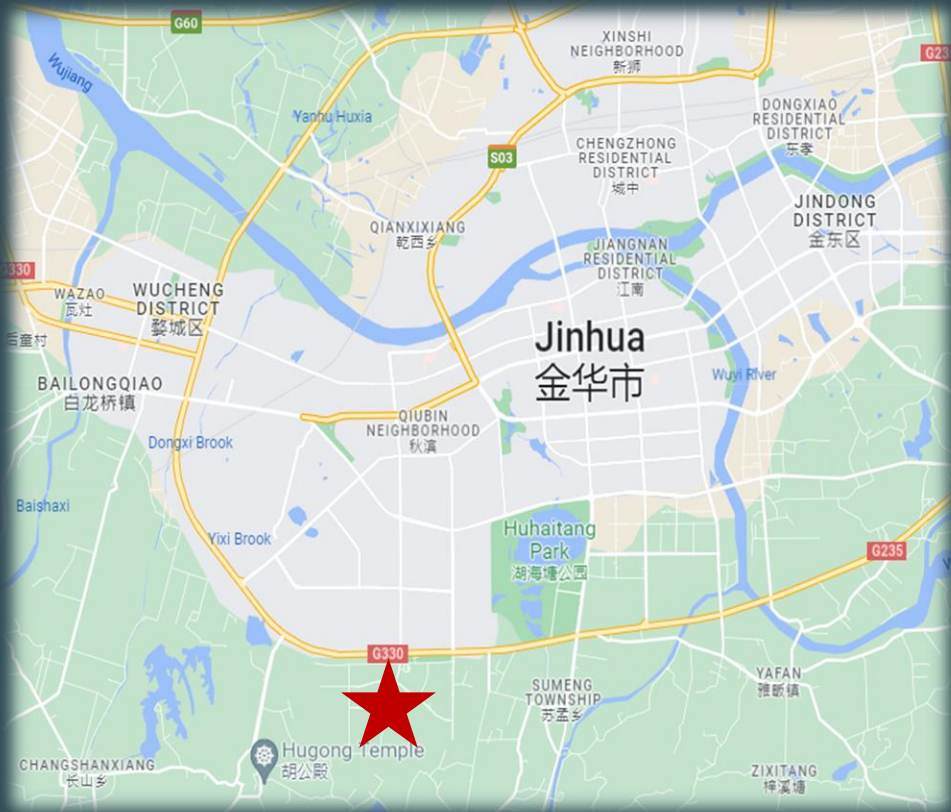 G60
XINSHI
NEIGHBORHOOD
新狮
G23
Wujiang
Yanhu Huxia
DONGXIAO
RESIDENTIAL
DISTRICT
东孝
CHENGZHONG
RESIDENTIAL
DISTRICT
城中
S03
JINDONG
DISTRICT
金东区
QIANXIXIANG
乾西乡
JIANGNAN
RESIDENTIAL
DISTRICT
江南
G330
WAZAO
瓦灶
WUCHENG
DISTRICT
婺城区
后童村
Jinhua
金华市
BAILONGQIAO
白龙桥镇
Wuyi River
QIUBIN
NEIGHBORHOOD
秋滨
Dongxi Brook
Baishaxi
Yixi Brook
Huhaitang
Park
湖海塘公园
G235
G330
SUMENG
TOWNSHIP
苏孟乡
YAFAN
雅畈镇
Hugong Temple
胡公殿
CHANGSHANXIANG
长山乡
ZIXITANG
梓溪塘